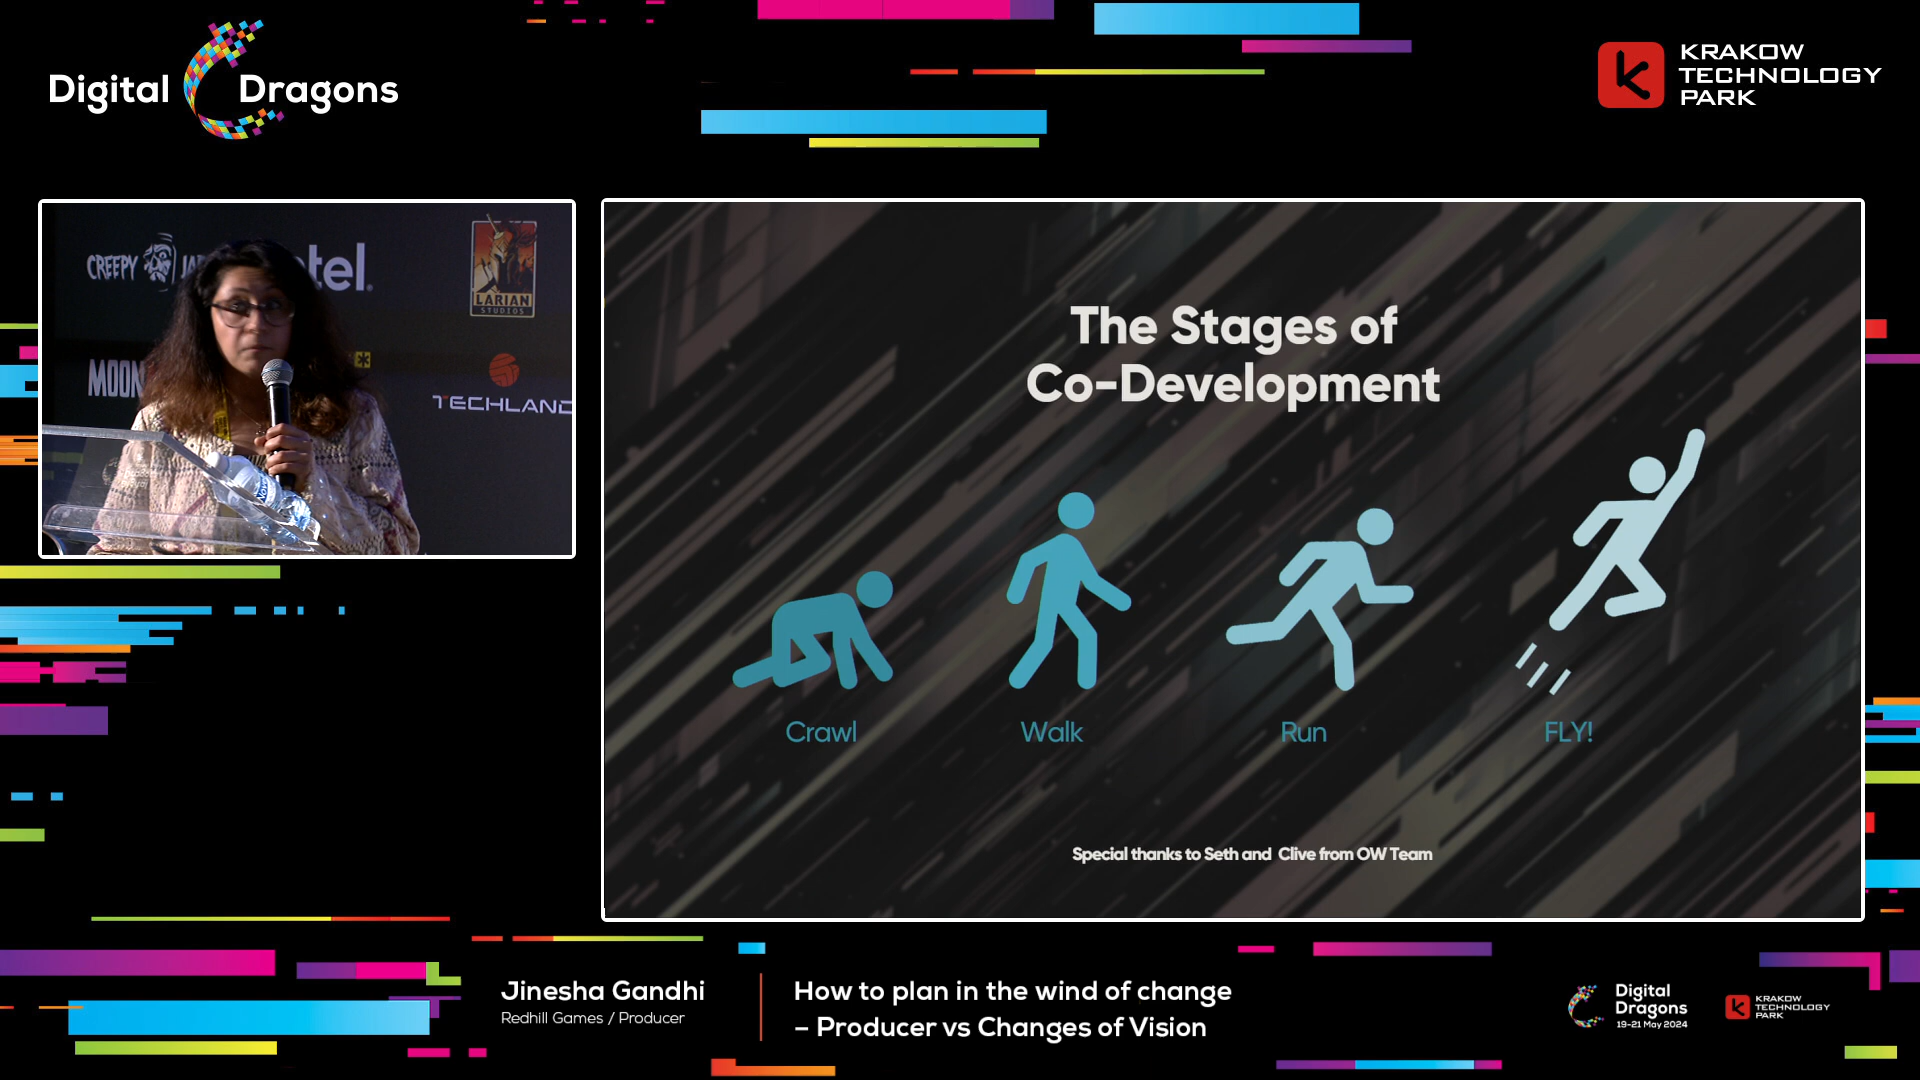 Digital Dragons
KRAKOW
TECHNOLOGY
PARK
CREEPY
tel.
LARIAN
STUDIOS
MOON
TECHLAND
The Stages of
Co-Development
Crawl
Walk
Run
FLY!
Special thanks to Seth and Clive from OW Team
Jinesha Gandhi
Redhill Games / Producer
How to plan in the wind of change
– Producer vs Changes of Vision
Digital
Dragons
19-21 May 2024
KRAKOW
TECHNOLOGY
PARK